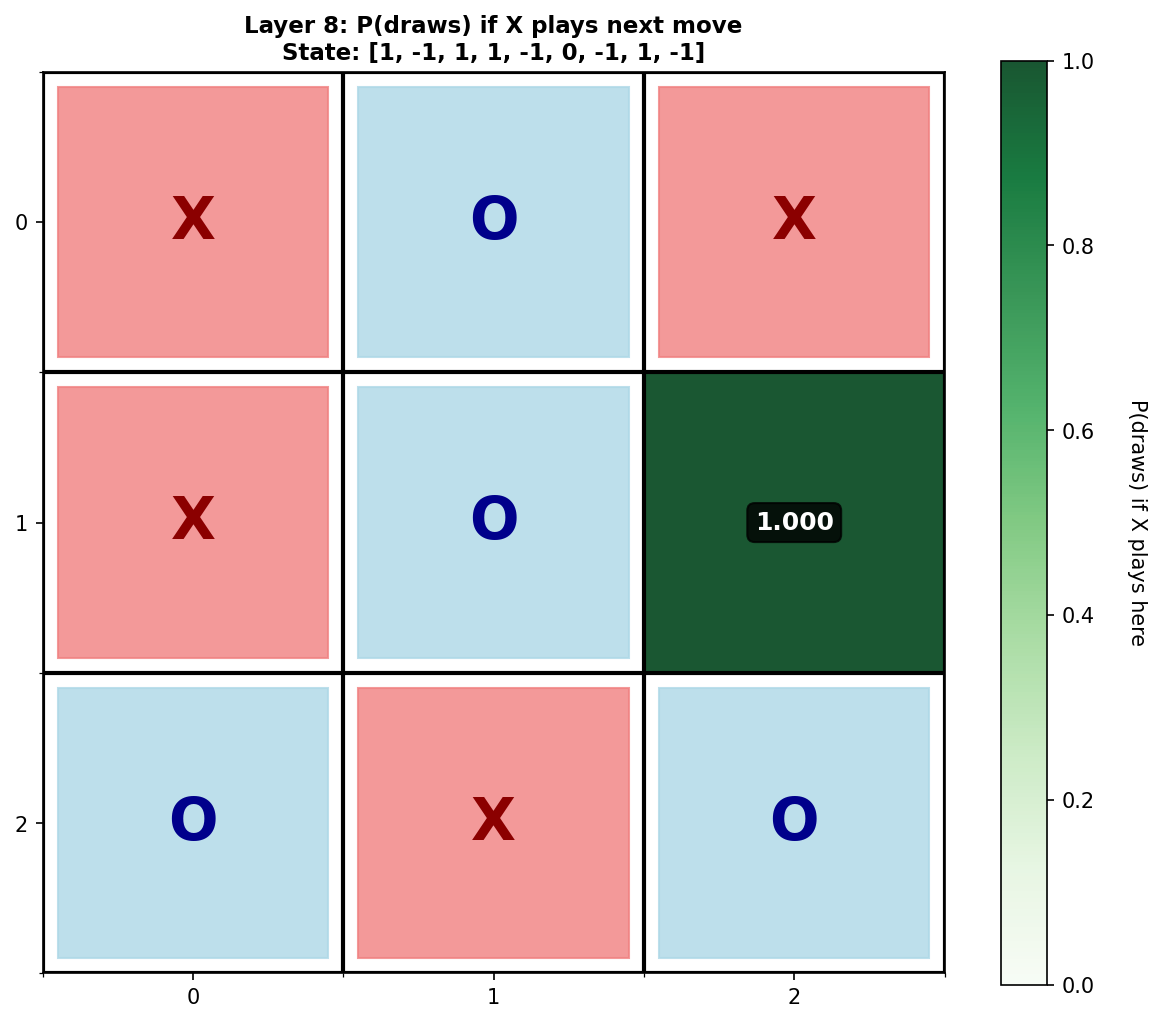 Layer 8: P(draws) if X plays next move
State: [1, -1, 1, 1, -1, 0, -1, 1, -1]
0
X
O
X
1
X
O
1.000
2
O
X
O
0
1
2
1.0
0.8
0.6
0.4
0.2
0.0
P(draws) if X plays here